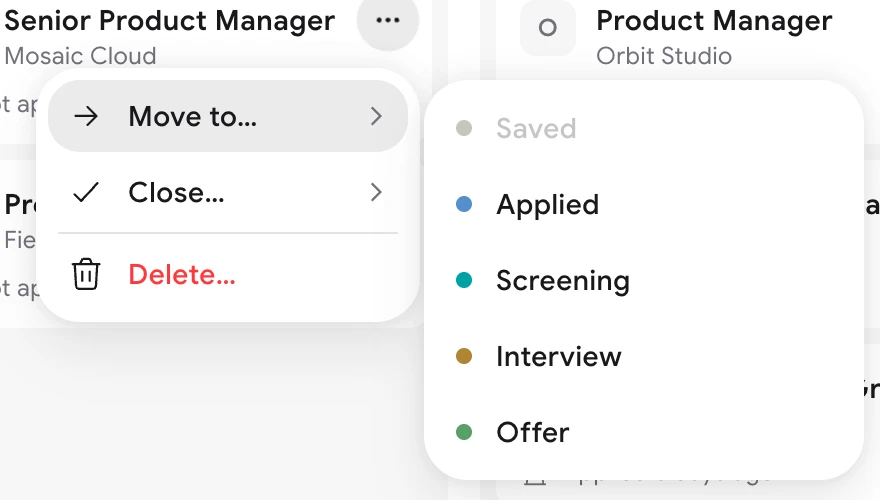 Senior Product Manager
Mosaic Cloud
O
Product Manager
Orbit Studio
Move to...
Close...
Delete...
Saved
Applied
Screening
Interview
Offer